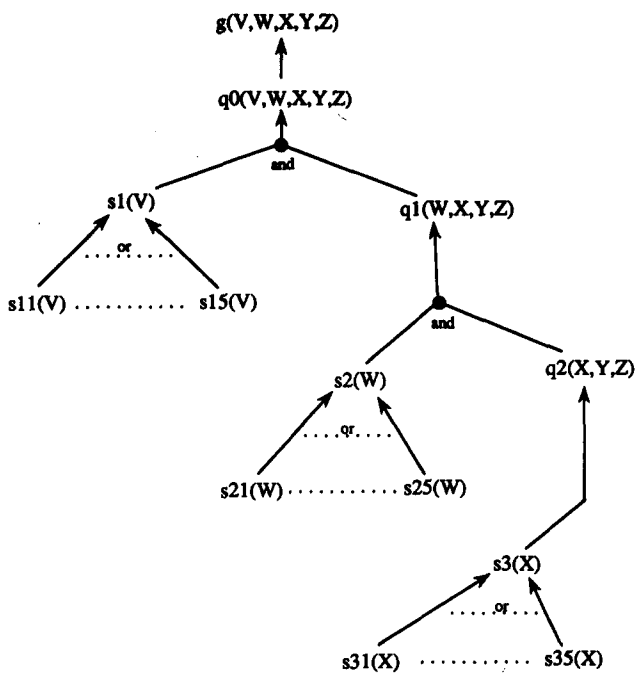 g(V,W,X,Y,Z)
q0(V,W,X,Y,Z)
and
s1(V)
q1(W,X,Y,Z)
or
s11(V) ........... s15(V)
and
s2(W)
q2(X,Y,Z)
or
s21(W) ........... s25(W)
s3(X)
or
s31(X) ........... s35(X)